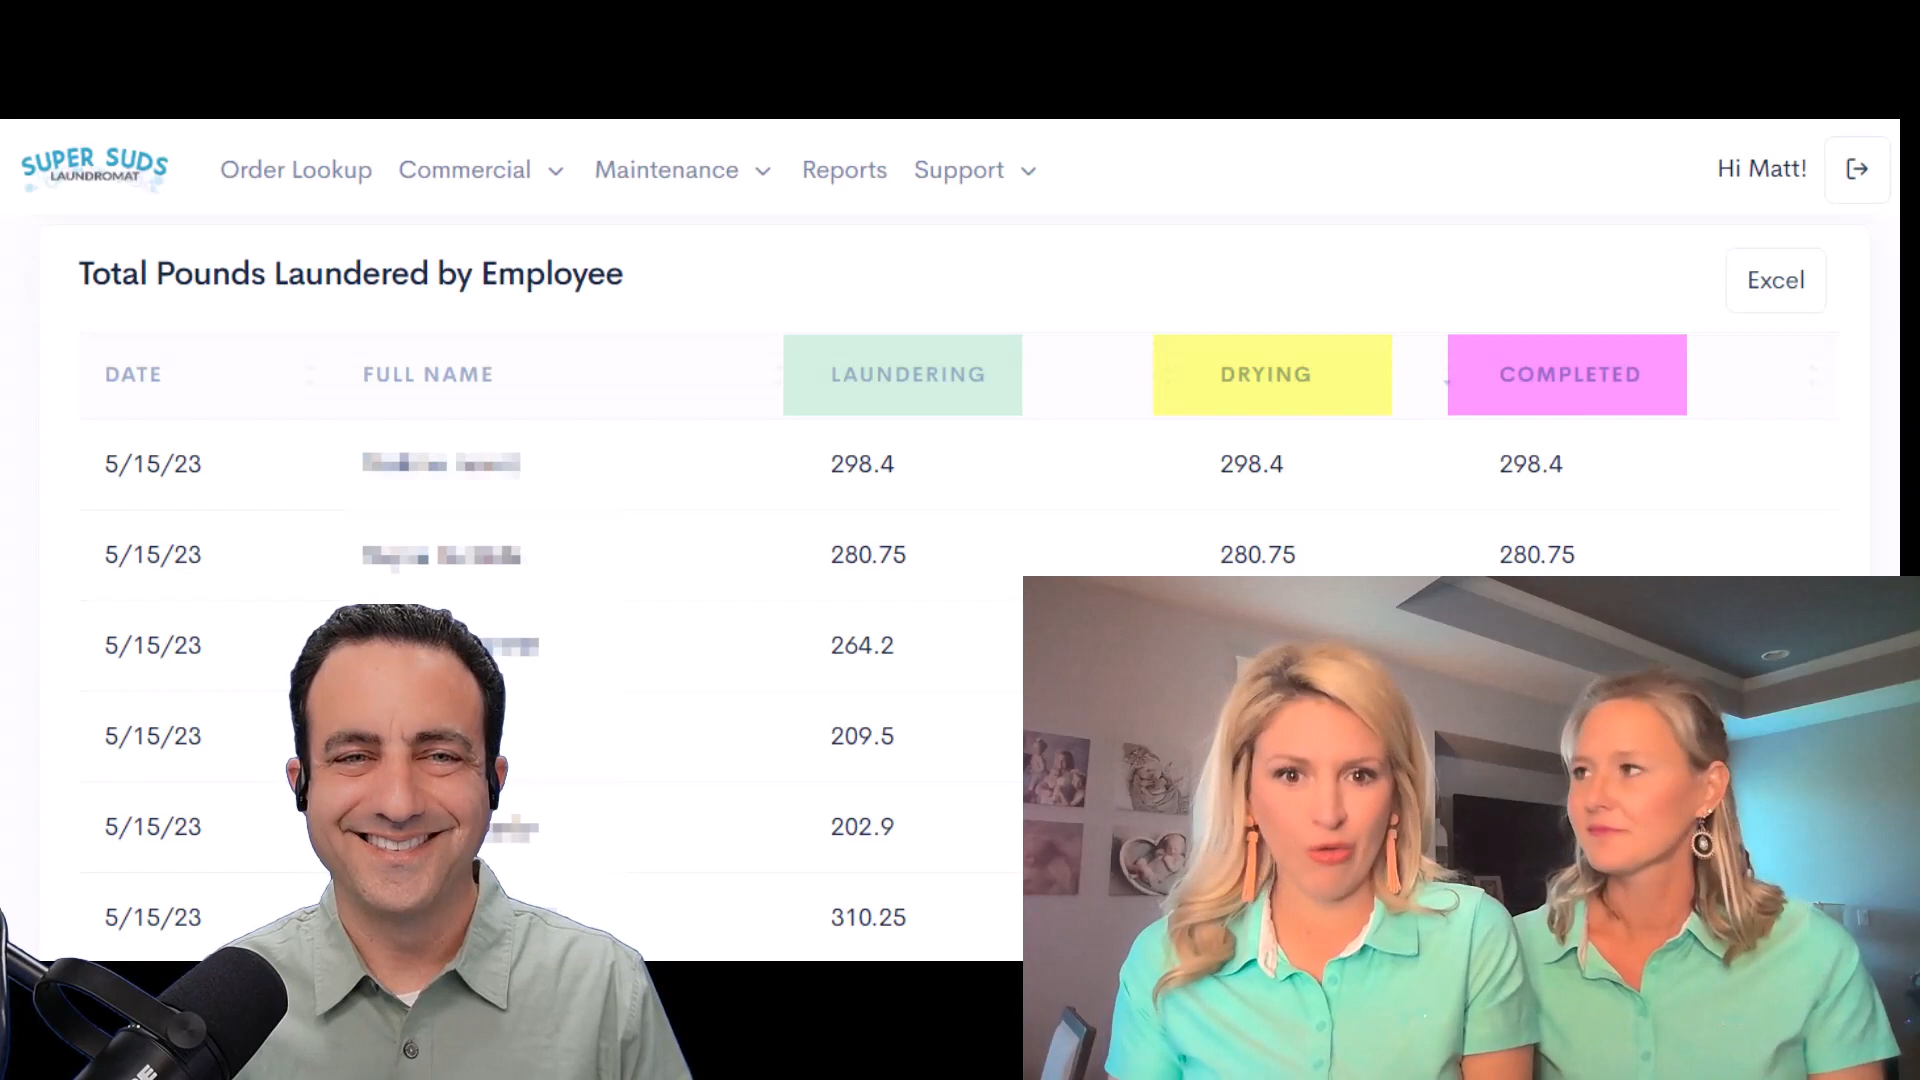 SUPER SUDS
LAUNDROMAT
Order Lookup Commercial Maintenance Reports Support Hi Matt!
Total Pounds Laundered by Employee
Excel
DATE FULL NAME LAUNDERING DRYING COMPLETED
5/15/23 298.4 298.4 298.4
5/15/23 280.75 280.75 280.75
5/15/23 264.2
5/15/23 209.5
5/15/23 202.9
5/15/23 310.25